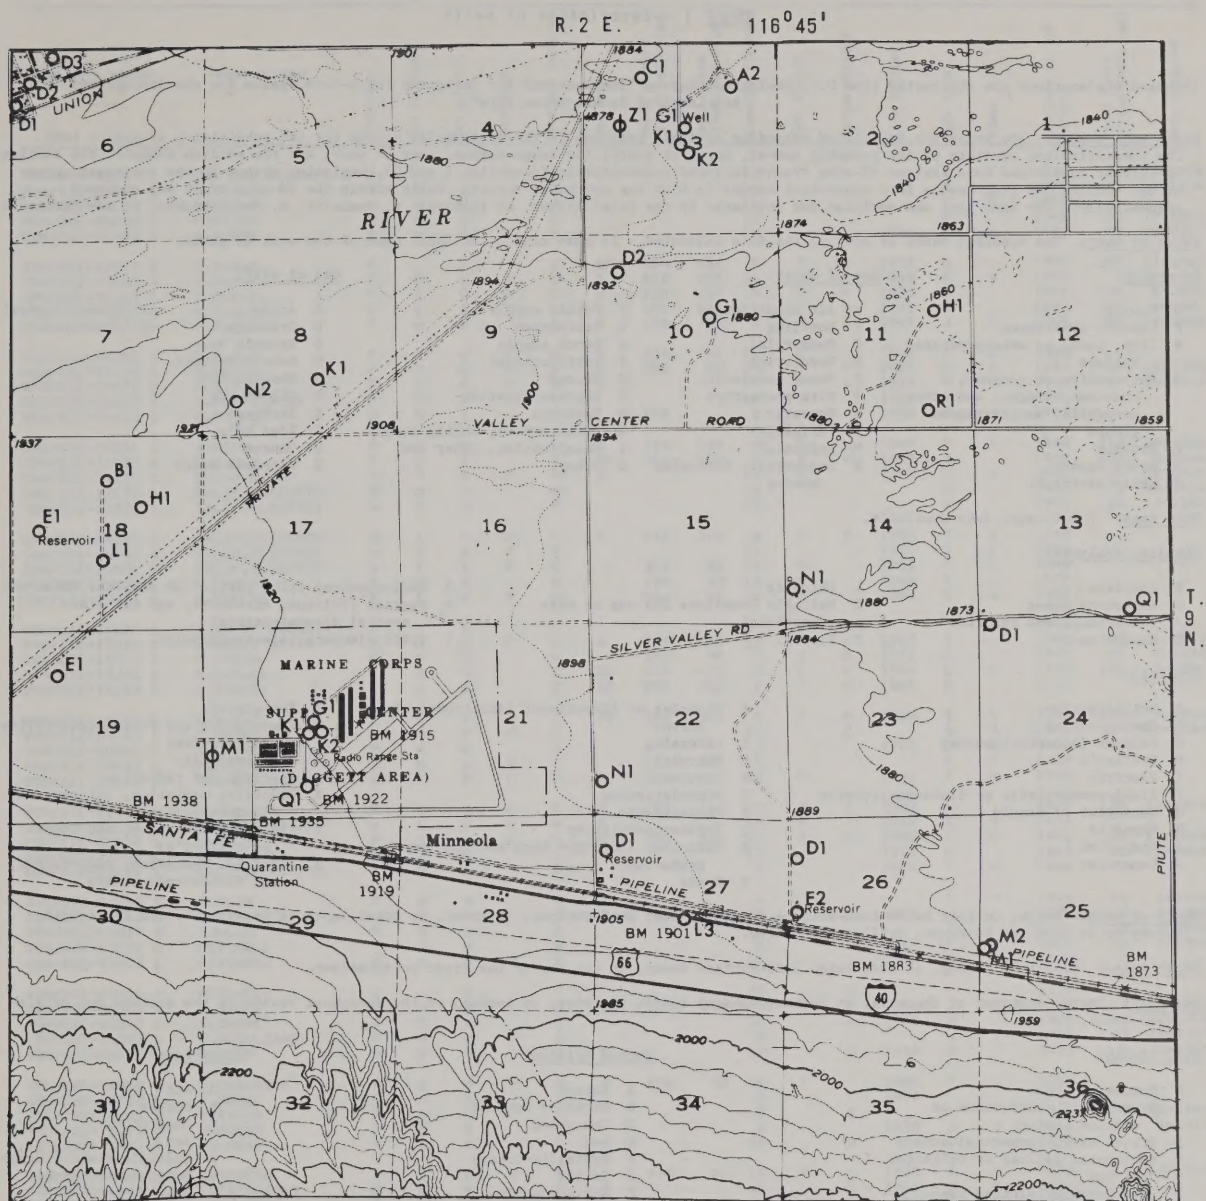 R. 2 E. 116°45'
D3
D2
D1
UNION
1901
1884
C1
A2
1878
Z1
G1
Well
K1
3
K2
1840
1
6
5
4
1880
2
1840
RIVER
1874
1863
1894
1892
D2
G1
1880
1860
H1
7
8
9
10
11
12
K1
N2
1900
R1
1937
1921
1908
VALLEY CENTER ROAD
1894
1880
1871
1859
B1
H1
PRIVATE
E1
Reservoir
18
17
16
15
14
13
L1
1920
N1
1880
1873
Q1
D1
SILVER VALLEY RD
1884
1898
T.
9
N.
E1
MARINE CORPS
G1
SUPP CENTER
K1
K2
BM 1915
Radio Range Sta
19
21
22
23
24
M1
(DAGGETT AREA)
Q1
BM 1922
N1
1880
BM 1938
BM 1935
1889
SANTA FE
Minneola
D1
Reservoir
D1
PIUTE
Quarantine
Station
BM
1919
PIPELINE
PIPELINE
27
26
E2
Reservoir
25
30
29
28
1905
BM 1901
L3
M2
M1
PIPELINE
BM
1873
66
BM 1883
40
1985
1959
2000
2200
2000
31
32
33
34
35
36
2237
2200